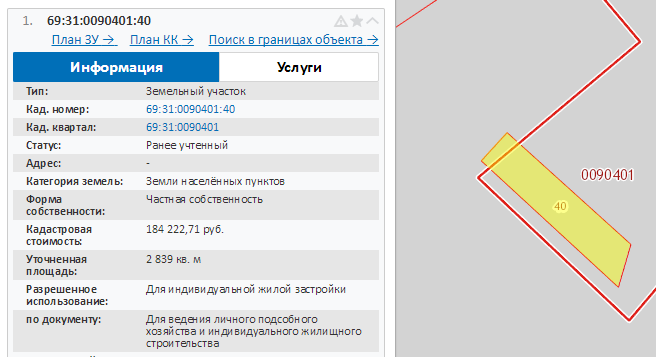 1. 69:31:0090401:40
План ЗУ → План КК → Поиск в границах объекта →
Информация Услуги
Тип: Земельный участок
Кад. номер: 69:31:0090401:40
Кад. квартал: 69:31:0090401
Статус: Ранее учтенный
Адрес: -
Категория земель: Земли населённых пунктов
Форма
собственности: Частная собственность
Кадастровая
стоимость: 184 222,71 руб.
Уточненная
площадь: 2 839 кв. м
Разрешенное
использование: Для индивидуальной жилой застройки
по документу: Для ведения личного подсобного
хозяйства и индивидуального жилищного
строительства
0090401
40